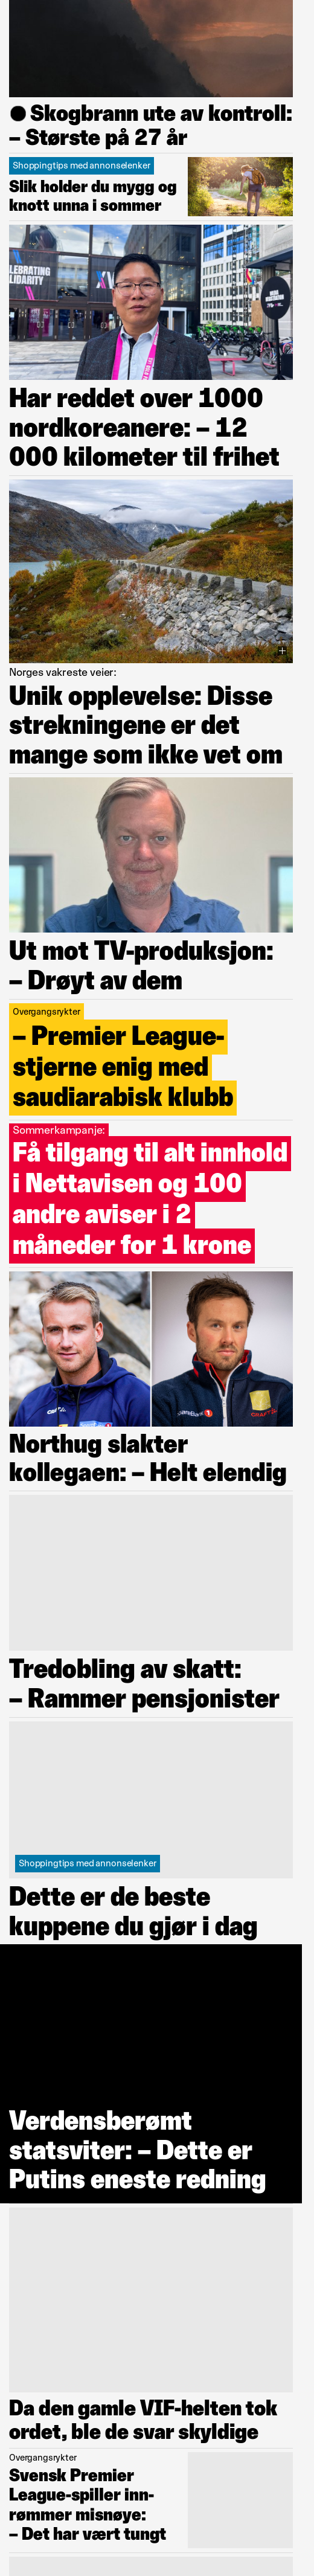 ● Skogbrann ute av kontroll:
– Største på 27 år
Shoppingtips med annonselenker
Slik holder du mygg og
knott unna i sommer
LEBRATING
LIDARITY
Har reddet over 1000
nordkoreanere: – 12
000 kilometer til frihet
Norges vakreste veier:
Unik opplevelse: Disse
strekningene er det
mange som ikke vet om
Ut mot TV-produksjon:
– Drøyt av dem
Overgangsrykter
– Premier League-
stjerne enig med
saudiarabisk klubb
Sommerkampanje:
Få tilgang til alt innhold
i Nettavisen og 100
andre aviser i 2
måneder for 1 krone
Northug slakter
kollegaen: – Helt elendig
Tredobling av skatt:
– Rammer pensjonister
Shoppingtips med annonselenker
Dette er de beste
kuppene du gjør i dag
Verdensberømt
statsviter: – Dette er
Putins eneste redning
Da den gamle VIF-helten tok
ordet, ble de svar skyldige
Overgangsrykter
Svensk Premier
League-spiller inn-
rømmer misnøye:
– Det har vært tungt